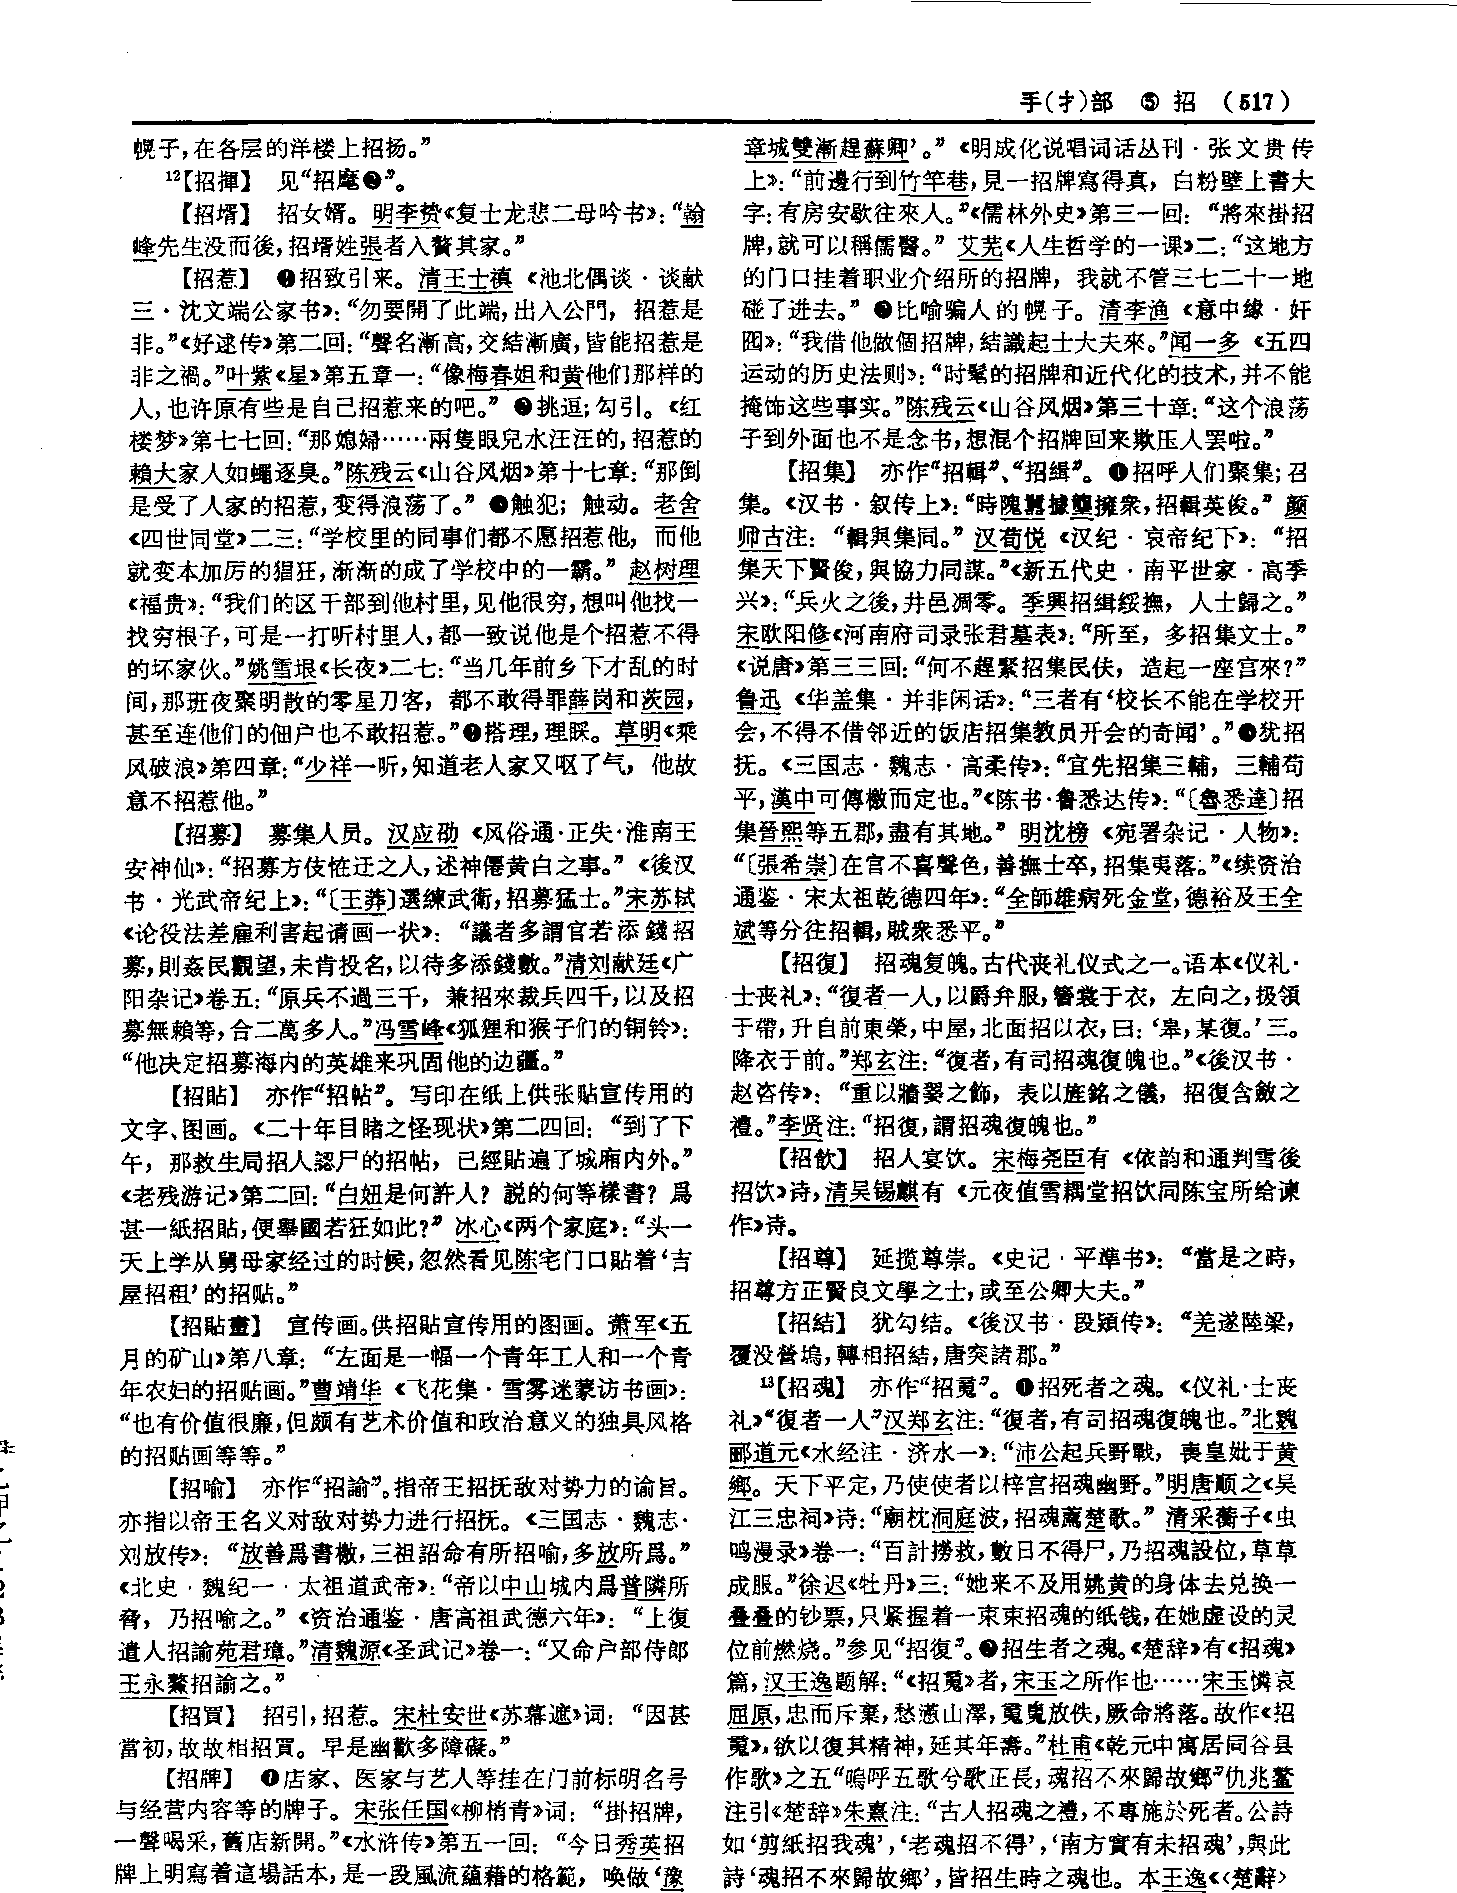 手(扌)部 ⑤ 招 (517)
幌子,在各层的洋楼上招扬。”
12【招揮】 见“招麾❷”。
【招壻】 招女婿。明李贽《复士龙悲二母吟书》:“翰
峰先生没而後,招壻姓張者入贅其家。”
【招惹】 ❶招致引来。清王士禛《池北偶谈·谈献
三·沈文端公家书》:“勿要開了此端,出入公門,招惹是
非。”《好逑传》第二回:“聲名漸高,交結漸廣,皆能招惹是
非之禍。”叶紫《星》第五章一:“像梅春姐和黄他们那样的
人,也许原有些是自己招惹来的吧。” ❷挑逗;勾引。《红
楼梦》第七七回:“那媳婦……兩隻眼兒水汪汪的,招惹的
賴大家人如蠅逐臭。”陈残云《山谷风烟》第十七章:“那倒
是受了人家的招惹,变得浪荡了。” ❸触犯;触动。老舍
《四世同堂》二三:“学校里的同事们都不愿招惹他,而他
就变本加厉的猖狂,渐渐的成了学校中的一霸。” 赵树理
《福贵》:“我们的区干部到他村里,见他很穷,想叫他找一
找穷根子,可是一打听村里人,都一致说他是个招惹不得
的坏家伙。”姚雪垠《长夜》二七:“当几年前乡下才乱的时
间,那班夜聚明散的零星刀客,都不敢得罪薛岗和茨园,
甚至连他们的佃户也不敢招惹。”❹搭理,理睬。草明《乘
风破浪》第四章:“少祥一听,知道老人家又呕了气,他故
意不招惹他。”
【招募】 募集人员。汉应劭《风俗通·正失·淮南王
安神仙》:“招募方伎怪迂之人,述神僊黄白之事。”《後汉
书·光武帝纪上》:“〔王莽〕選練武衛,招募猛士。”宋苏轼
《论役法差雇利害起请画一状》:“議者多謂官若添錢招
募,則姦民觀望,未肯投名,以待多添錢數。”清刘献廷《广
阳杂记》卷五:“原兵不過三千,兼招來裁兵四千,以及招
募無賴等,合二萬多人。”冯雪峰《狐狸和猴子们的铜铃》:
“他决定招募海内的英雄来巩固他的边疆。”
【招貼】 亦作“招帖”。写印在纸上供张贴宣传用的
文字、图画。《二十年目睹之怪现状》第二四回:“到了下
午,那救生局招人認尸的招帖,已經貼遍了城廂内外。”
《老残游记》第二回:“白妞是何許人?説的何等樣書?爲
甚一紙招貼,便舉國若狂如此?” 冰心《两个家庭》:“头一
天上学从舅母家经过的时候,忽然看见陈宅门口贴着‘吉
屋招租’的招贴。”
【招貼畫】 宣传画。供招贴宣传用的图画。萧军《五
月的矿山》第八章:“左面是一幅一个青年工人和一个青
年农妇的招贴画。”曹靖华《飞花集·雪雾迷蒙访书画》:
“也有价值很廉,但颇有艺术价值和政治意义的独具风格
的招贴画等等。”
【招喻】 亦作“招諭”。指帝王招抚敌对势力的谕旨。
亦指以帝王名义对敌对势力进行招抚。《三国志·魏志·
刘放传》:“放善爲書檄,三祖詔命有所招喻,多放所爲。”
《北史·魏纪一·太祖道武帝》:“帝以中山城内爲普隣所
脅,乃招喻之。”《资治通鉴·唐高祖武德六年》:“上復
遣人招諭苑君璋。”清魏源《圣武记》卷一:“又命户部侍郎
王永鰲招諭之。”
【招買】 招引,招惹。宋杜安世《苏幕遮》词:“因甚
當初,故故相招買。早是幽歡多障礙。”
【招牌】 ❶店家、医家与艺人等挂在门前标明名号
与经营内容等的牌子。宋张任国《柳梢青》词:“掛招牌,
一聲喝采,舊店新開。”《水浒传》第五一回:“今日秀英招
牌上明寫着這場話本,是一段風流蘊藉的格範,唤做‘豫
章城雙漸趕蘇卿’。”《明成化说唱词话丛刊·张文贵传
上》:“前邊行到竹竿巷,見一招牌寫得真,白粉壁上書大
字:有房安歇往來人。”《儒林外史》第三一回:“將來掛招
牌,就可以稱儒醫。” 艾芜《人生哲学的一课》二:“这地方
的门口挂着职业介绍所的招牌,我就不管三七二十一地
碰了进去。” ❷比喻骗人的幌子。清李渔《意中缘·奸
囮》:“我借他做個招牌,結識起士大夫來。”闻一多《五四
运动的历史法则》:“时髦的招牌和近代化的技术,并不能
掩饰这些事实。”陈残云《山谷风烟》第三十章:“这个浪荡
子到外面也不是念书,想混个招牌回来欺压人罢啦。”
【招集】 亦作“招輯”、“招缉”。❶招呼人们聚集;召
集。《汉书·叙传上》:“時隗囂據壟擁衆,招輯英俊。” 颜
师古注:“輯與集同。” 汉荀悦《汉纪·哀帝纪下》:“招
集天下賢俊,與協力同謀。”《新五代史·南平世家·高季
兴》:“兵火之後,井邑凋零。季興招緝綏撫,人士歸之。”
宋欧阳修《河南府司录张君墓表》:“所至,多招集文士。”
《说唐》第三三回:“何不趕緊招集民伕,造起一座宫來?”
鲁迅《华盖集·并非闲话》:“三者有‘校长不能在学校开
会,不得不借邻近的饭店招集教员开会的奇闻’。”❷犹招
抚。《三国志·魏志·高柔传》:“宜先招集三輔,三輔苟
平,漢中可傳檄而定也。”《陈书·鲁悉达传》:“〔魯悉達〕招
集晉熙等五郡,盡有其地。” 明沈榜《宛署杂记·人物》:
“〔張希崇〕在官不喜聲色,善撫士卒,招集夷落。”《续资治
通鉴·宋太祖乾德四年》:“全師雄病死金堂,德裕及王全
斌等分往招輯,賊衆悉平。”
【招復】 招魂复魄。古代丧礼仪式之一。语本《仪礼·
士丧礼》:“復者一人,以爵弁服,簪裳于衣,左向之,扱領
于帶,升自前東榮,中屋,北面招以衣,曰:‘皋,某復。’三。
降衣于前。”郑玄注:“復者,有司招魂復魄也。”《後汉书·
赵咨传》:“重以牆翣之飾,表以旌銘之儀,招復含斂之
禮。”李贤注:“招復,謂招魂復魄也。”
【招飲】 招人宴饮。宋梅尧臣有《依韵和通判雪後
招饮》诗,清吴锡麒有《元夜值雪耦堂招饮同陈宝所给谏
作》诗。
【招尊】 延揽尊崇。《史记·平準书》:“當是之時,
招尊方正賢良文學之士,或至公卿大夫。”
【招結】 犹勾结。《後汉书·段熲传》:“羌遂陸梁,
覆没營塢,轉相招結,唐突諸郡。”
13【招魂】 亦作“招䰟”。❶招死者之魂。《仪礼·士丧
礼》“復者一人”汉郑玄注:“復者,有司招魂復魄也。”北魏
郦道元《水经注·济水一》:“沛公起兵野戰,喪皇妣于黄
鄉。天下平定,乃使使者以梓宫招魂幽野。”明唐顺之《吴
江三忠祠》诗:“廟枕洞庭波,招魂薦楚歌。” 清采蘅子《虫
鸣漫录》卷一:“百計撈救,數日不得尸,乃招魂設位,草草
成服。”徐迟《牡丹》三:“她来不及用姚黄的身体去兑换一
叠叠的钞票,只紧握着一束束招魂的纸钱,在她虚设的灵
位前燃烧。”参见“招復”。❷招生者之魂。《楚辞》有《招魂》
篇,汉王逸题解:“《招䰟》者,宋玉之所作也……宋玉憐哀
屈原,忠而斥棄,愁懣山澤,䰟魄放佚,厥命將落。故作《招
䰟》,欲以復其精神,延其年壽。”杜甫《乾元中寓居同谷县
作歌》之五“嗚呼五歌兮歌正長,魂招不來歸故鄉”仇兆鳌
注引《楚辞》朱熹注:“古人招魂之禮,不專施於死者。公詩
如‘剪紙招我魂’,‘老魂招不得’,‘南方實有未招魂’,與此
詩‘魂招不來歸故鄉’,皆招生時之魂也。本王逸《〈楚辭〉